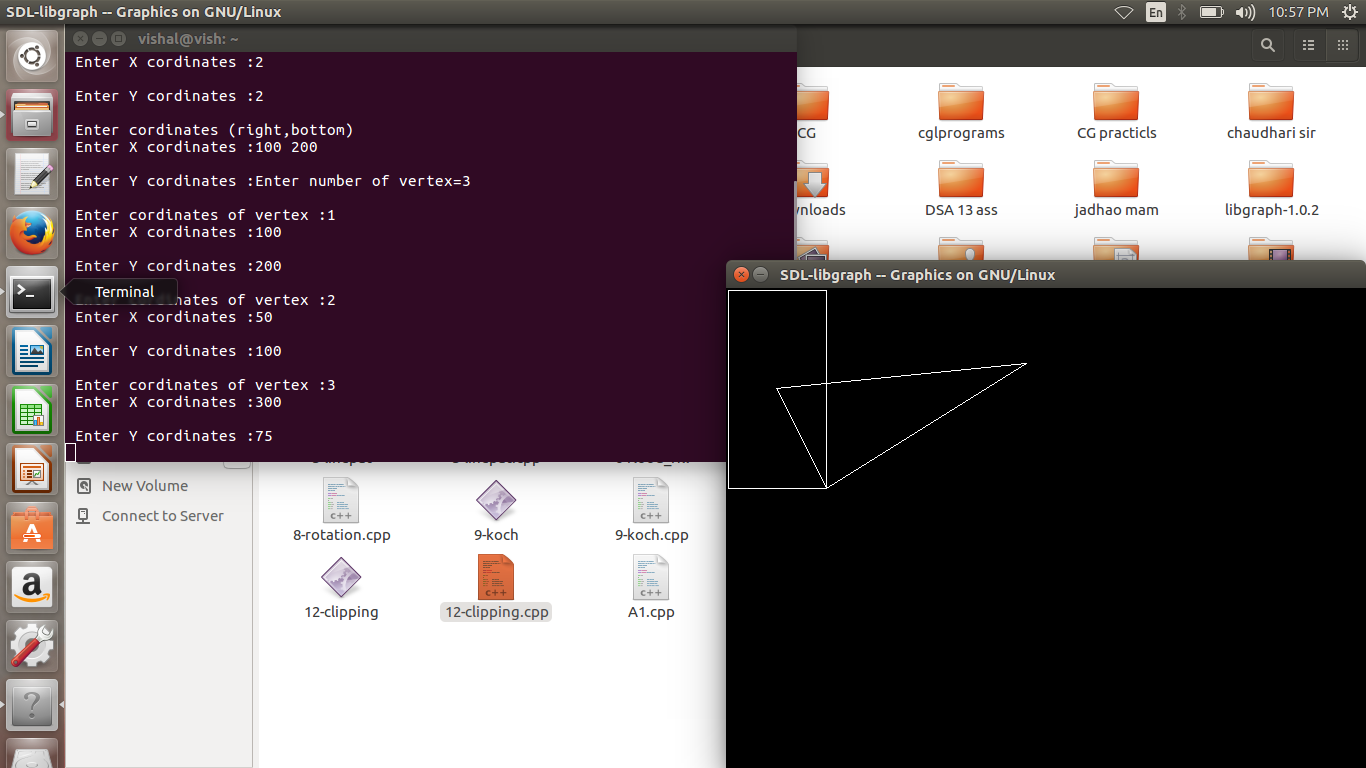 SDL-libgraph -- Graphics on GNU/Linux
En
10:57 PM
vishal@vish: ~
Enter X cordinates :2
Enter Y cordinates :2
Enter cordinates (right,bottom)
Enter X cordinates :100 200
Enter Y cordinates :Enter number of vertex=3
Enter cordinates of vertex :1
Enter X cordinates :100
Enter Y cordinates :200
Terminal
dinates of vertex :2
Enter X cordinates :50
Enter Y cordinates :100
Enter cordinates of vertex :3
Enter X cordinates :300
Enter Y cordinates :75
CG
cglprograms
CG practicls
chaudhari sir
nloads
DSA 13 ass
jadhao mam
libgraph-1.0.2
SDL-libgraph -- Graphics on GNU/Linux
New Volume
Connect to Server
c++
c++
8-rotation.cpp
9-koch
9-koch.cpp
c++
c++
12-clipping
12-clipping.cpp
A1.cpp